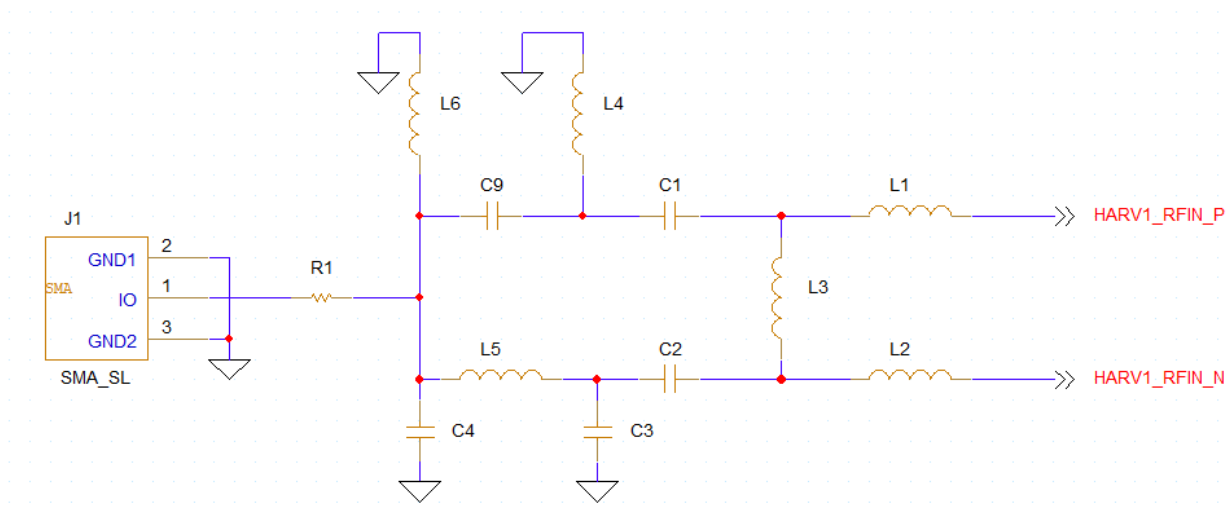 L6
L4
C9
C1
L1
HARV1_RFIN_P
J1
GND1
2
R1
SMA
IO
1
L3
GND2
3
SMA_SL
L5
C2
L2
HARV1_RFIN_N
C4
C3